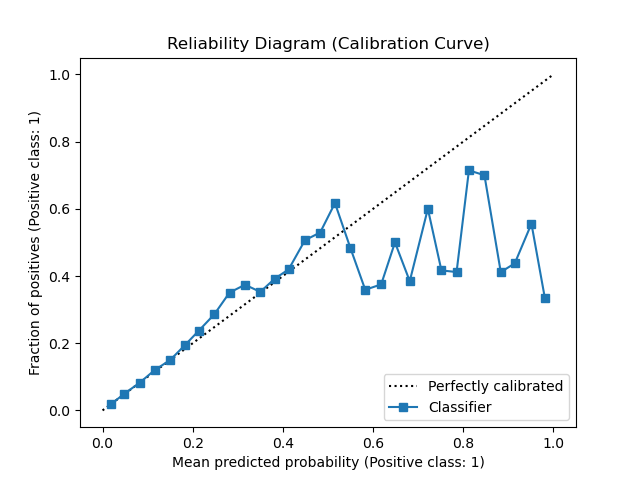 Reliability Diagram (Calibration Curve)
1.0
0.8
0.6
0.4
0.2
0.0
Fraction of positives (Positive class: 1)
Perfectly calibrated
Classifier
0.0 0.2 0.4 0.6 0.8 1.0
Mean predicted probability (Positive class: 1)